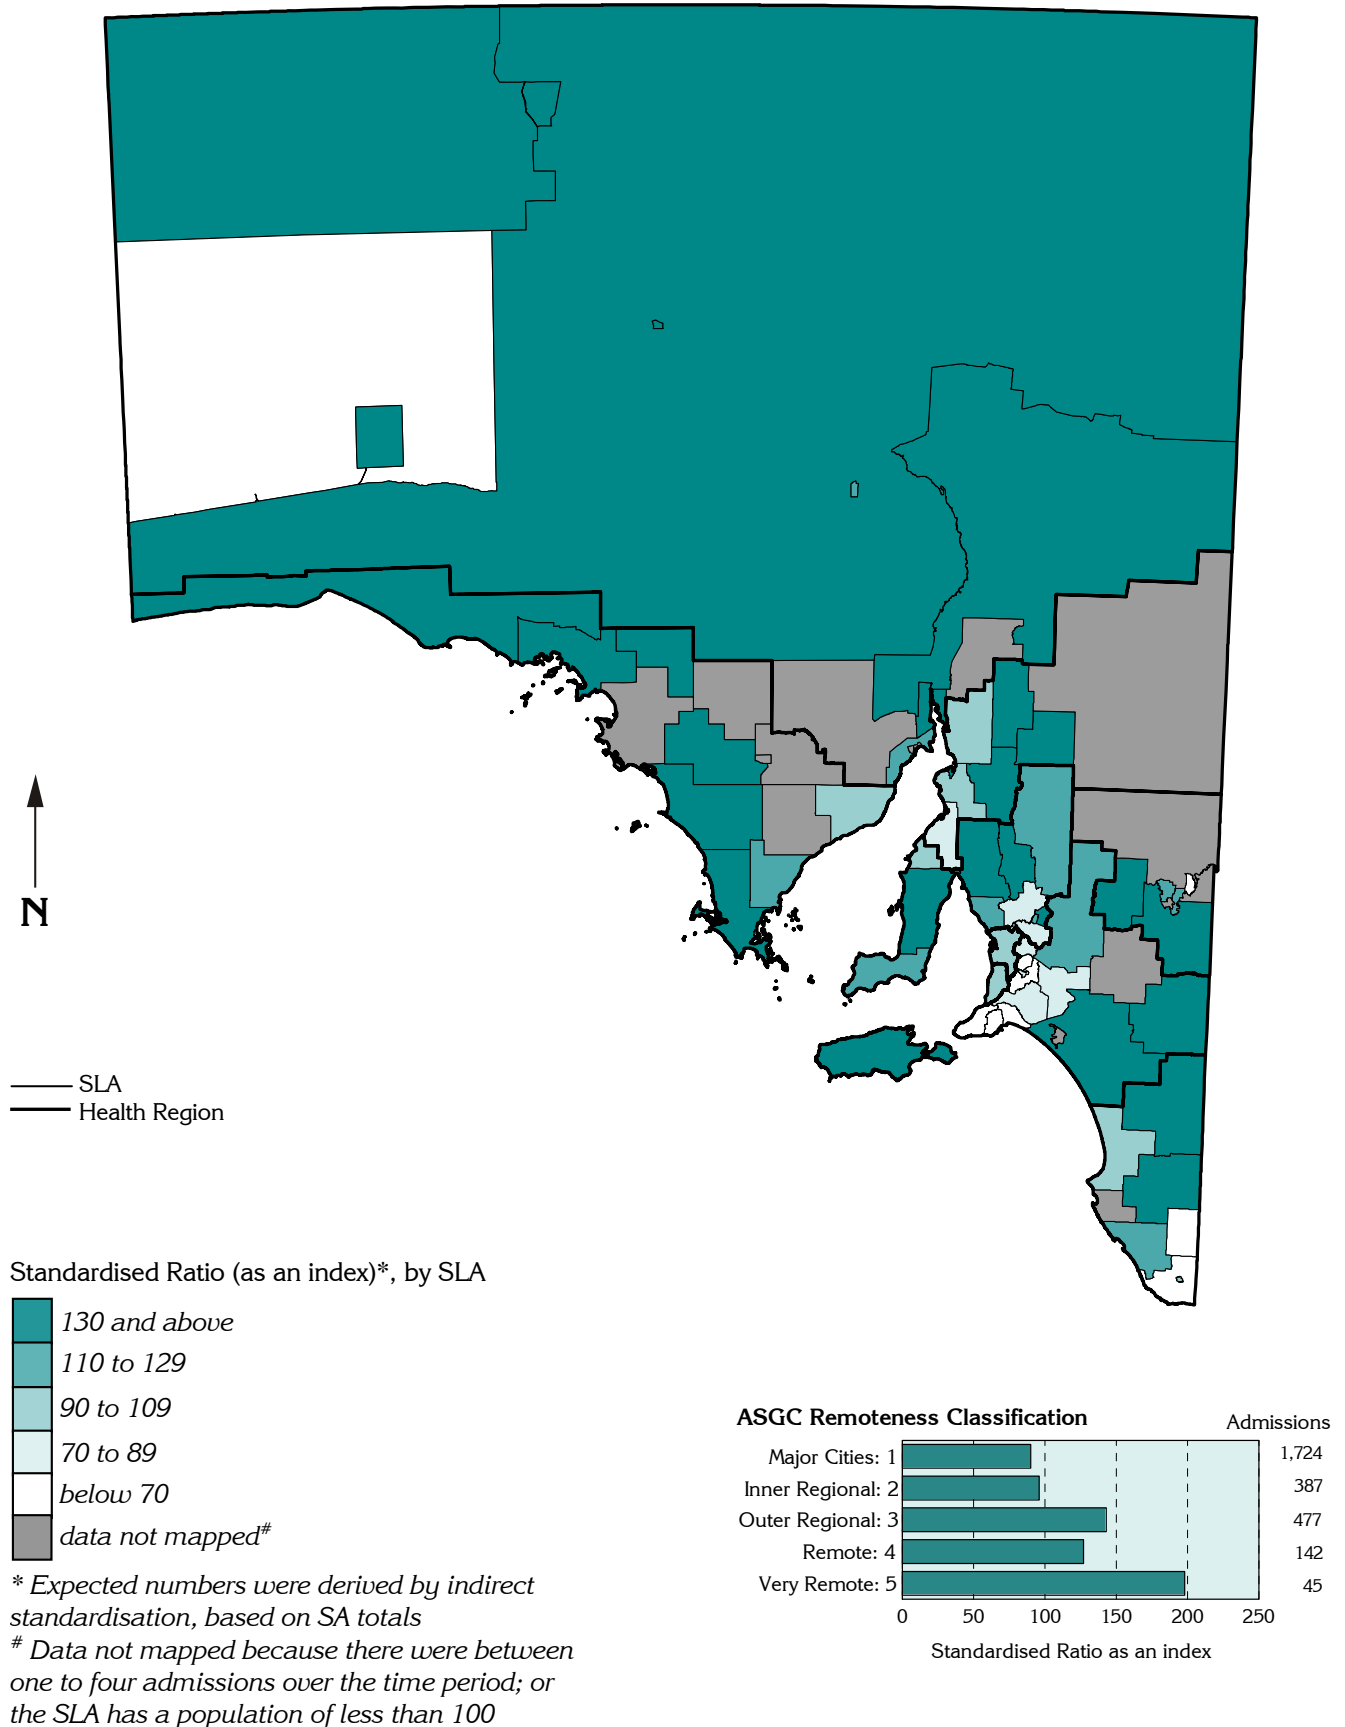 N
SLA
Health Region
Standardised Ratio (as an index)*, by SLA
130 and above
110 to 129
90 to 109
70 to 89
below 70
data not mapped#
* Expected numbers were derived by indirect
standardisation, based on SA totals
# Data not mapped because there were between
one to four admissions over the time period; or
the SLA has a population of less than 100
ASGC Remoteness Classification Admissions
Major Cities: 1 1,724
Inner Regional: 2 387
Outer Regional: 3 477
Remote: 4 142
Very Remote: 5 45
0 50 100 150 200 250
Standardised Ratio as an index